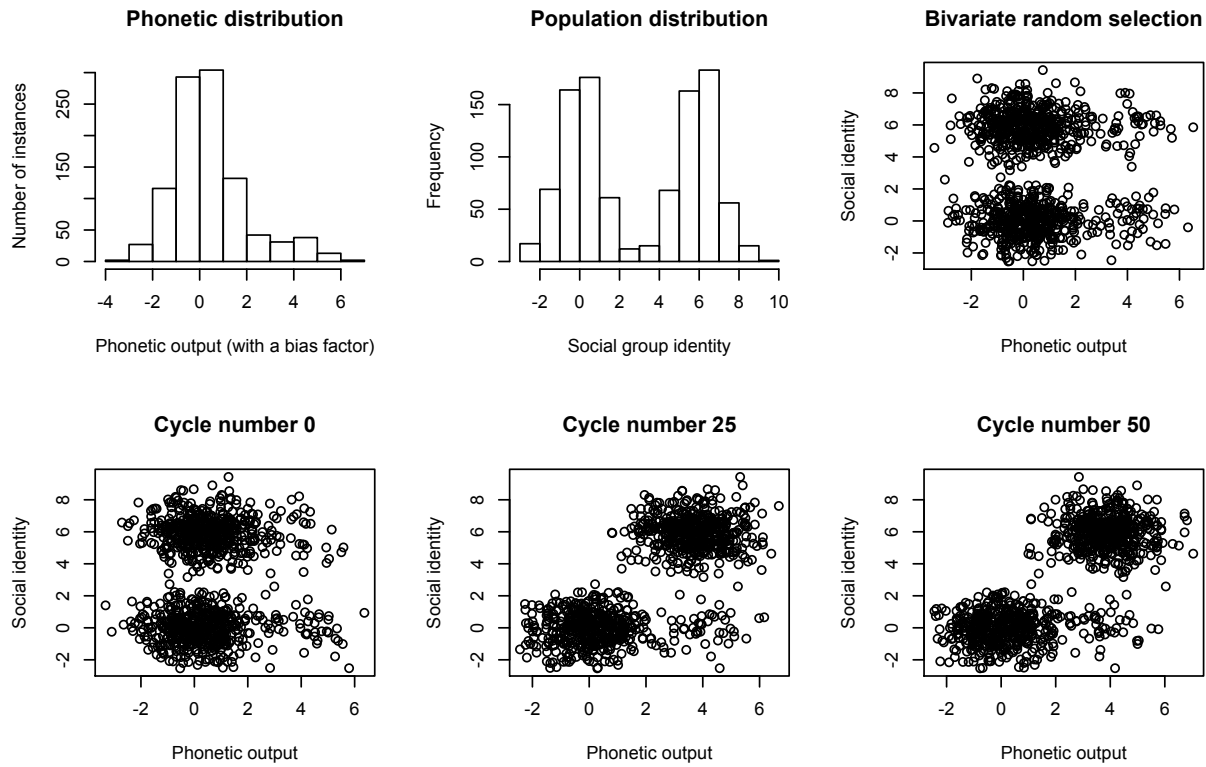 Phonetic distribution
Number of instances
0 50 150 250
-4 -2 0 2 4 6
Phonetic output (with a bias factor)
Population distribution
Frequency
0 50 100 150
-2 0 2 4 6 8 10
Social group identity
Bivariate random selection
Social identity
-2 0 2 4 6 8
-2 0 2 4 6
Phonetic output
Cycle number 0
Social identity
-2 0 2 4 6 8
-2 0 2 4 6
Phonetic output
Cycle number 25
Social identity
-2 0 2 4 6 8
-2 0 2 4 6
Phonetic output
Cycle number 50
Social identity
-2 0 2 4 6 8
-2 0 2 4 6
Phonetic output